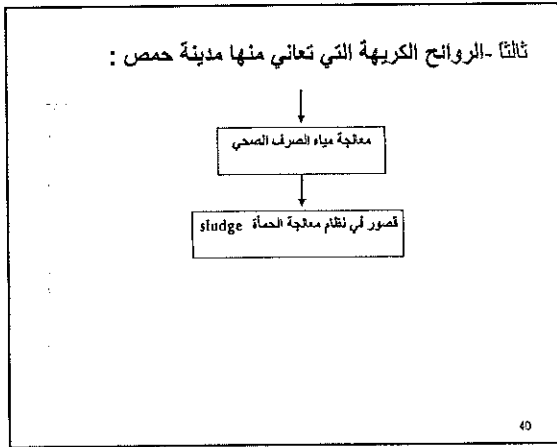 ثالثا -الروائح الكريهة التي تعاني منها مدينة حمص :
معالجة مياه الصرف الصحي
قصور في نظام معالجة الحمأة sludge
40